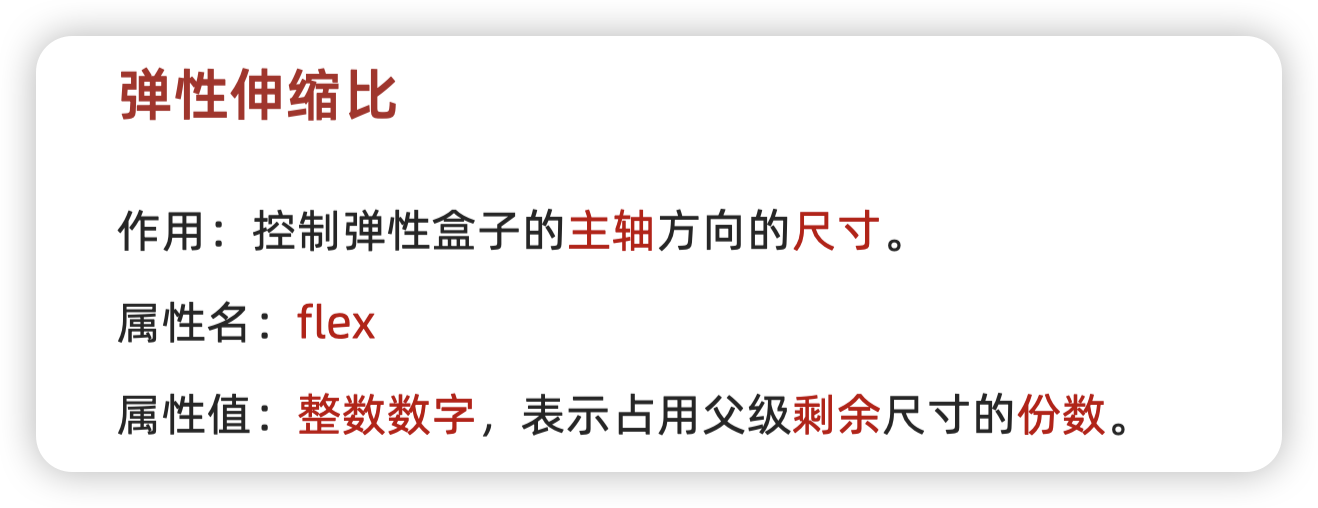 弹性伸缩比
作用：控制弹性盒子的主轴方向的尺寸。
属性名：flex
属性值：整数数字，表示占用父级剩余尺寸的份数。